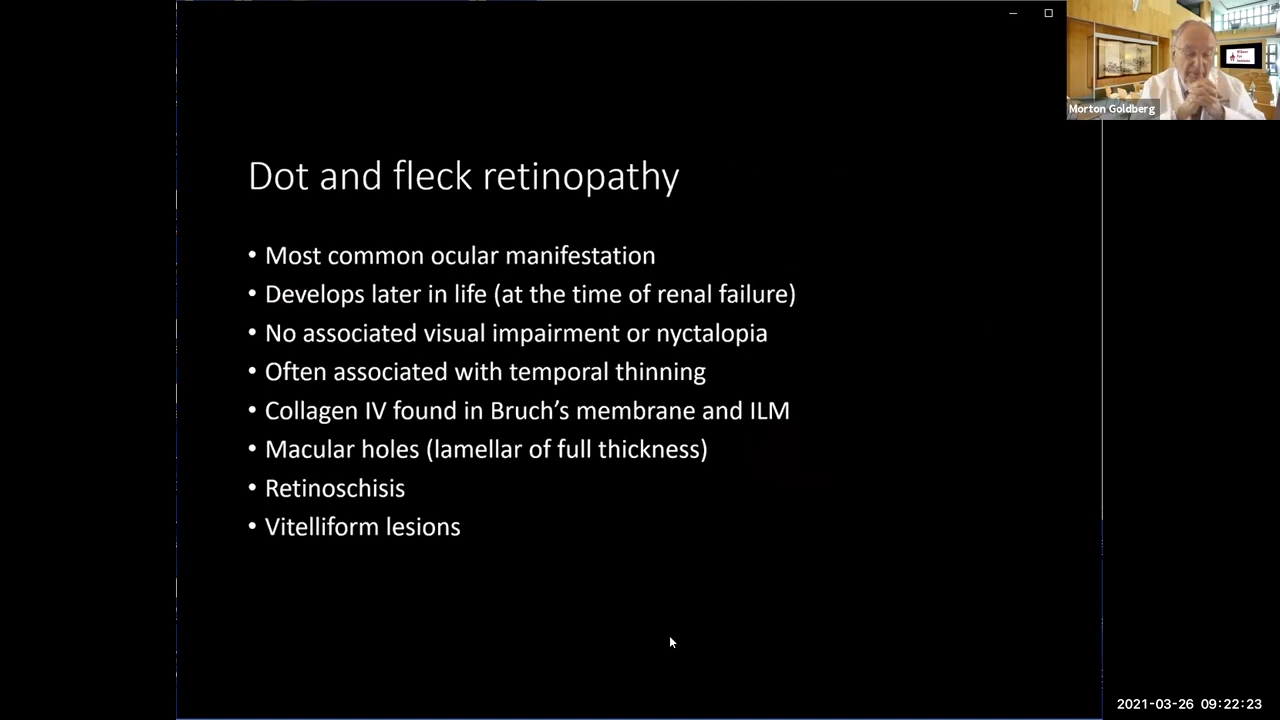 Dot and fleck retinopathy
• Most common ocular manifestation
• Develops later in life (at the time of renal failure)
• No associated visual impairment or nyctalopia
• Often associated with temporal thinning
• Collagen IV found in Bruch’s membrane and ILM
• Macular holes (lamellar of full thickness)
• Retinoschisis
• Vitelliform lesions
Morton Goldberg
2021-03-26 09:22:23